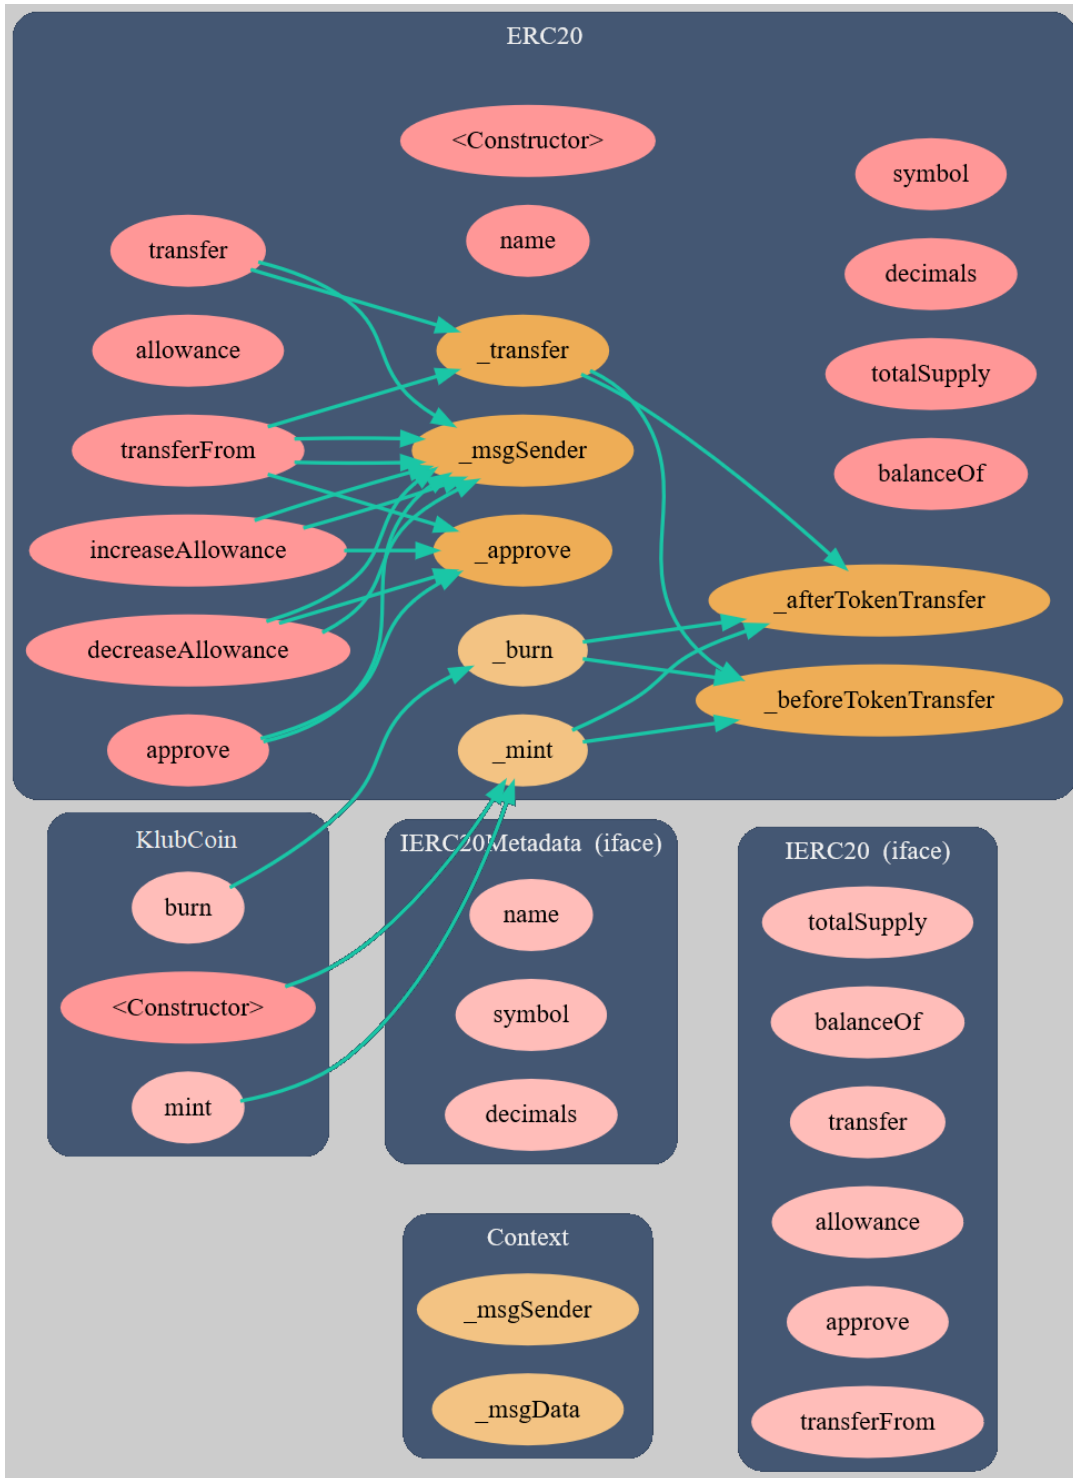 ERC20
<Constructor>
symbol
name
transfer
decimals
allowance
_transfer
totalSupply
transferFrom
_msgSender
balanceOf
increaseAllowance
_approve
_afterTokenTransfer
decreaseAllowance
_burn
_beforeTokenTransfer
approve
_mint
KlubCoin
burn
<Constructor>
mint
IERC20Metadata (iface)
name
symbol
decimals
IERC20 (iface)
totalSupply
balanceOf
transfer
allowance
approve
transferFrom
Context
_msgSender
_msgData